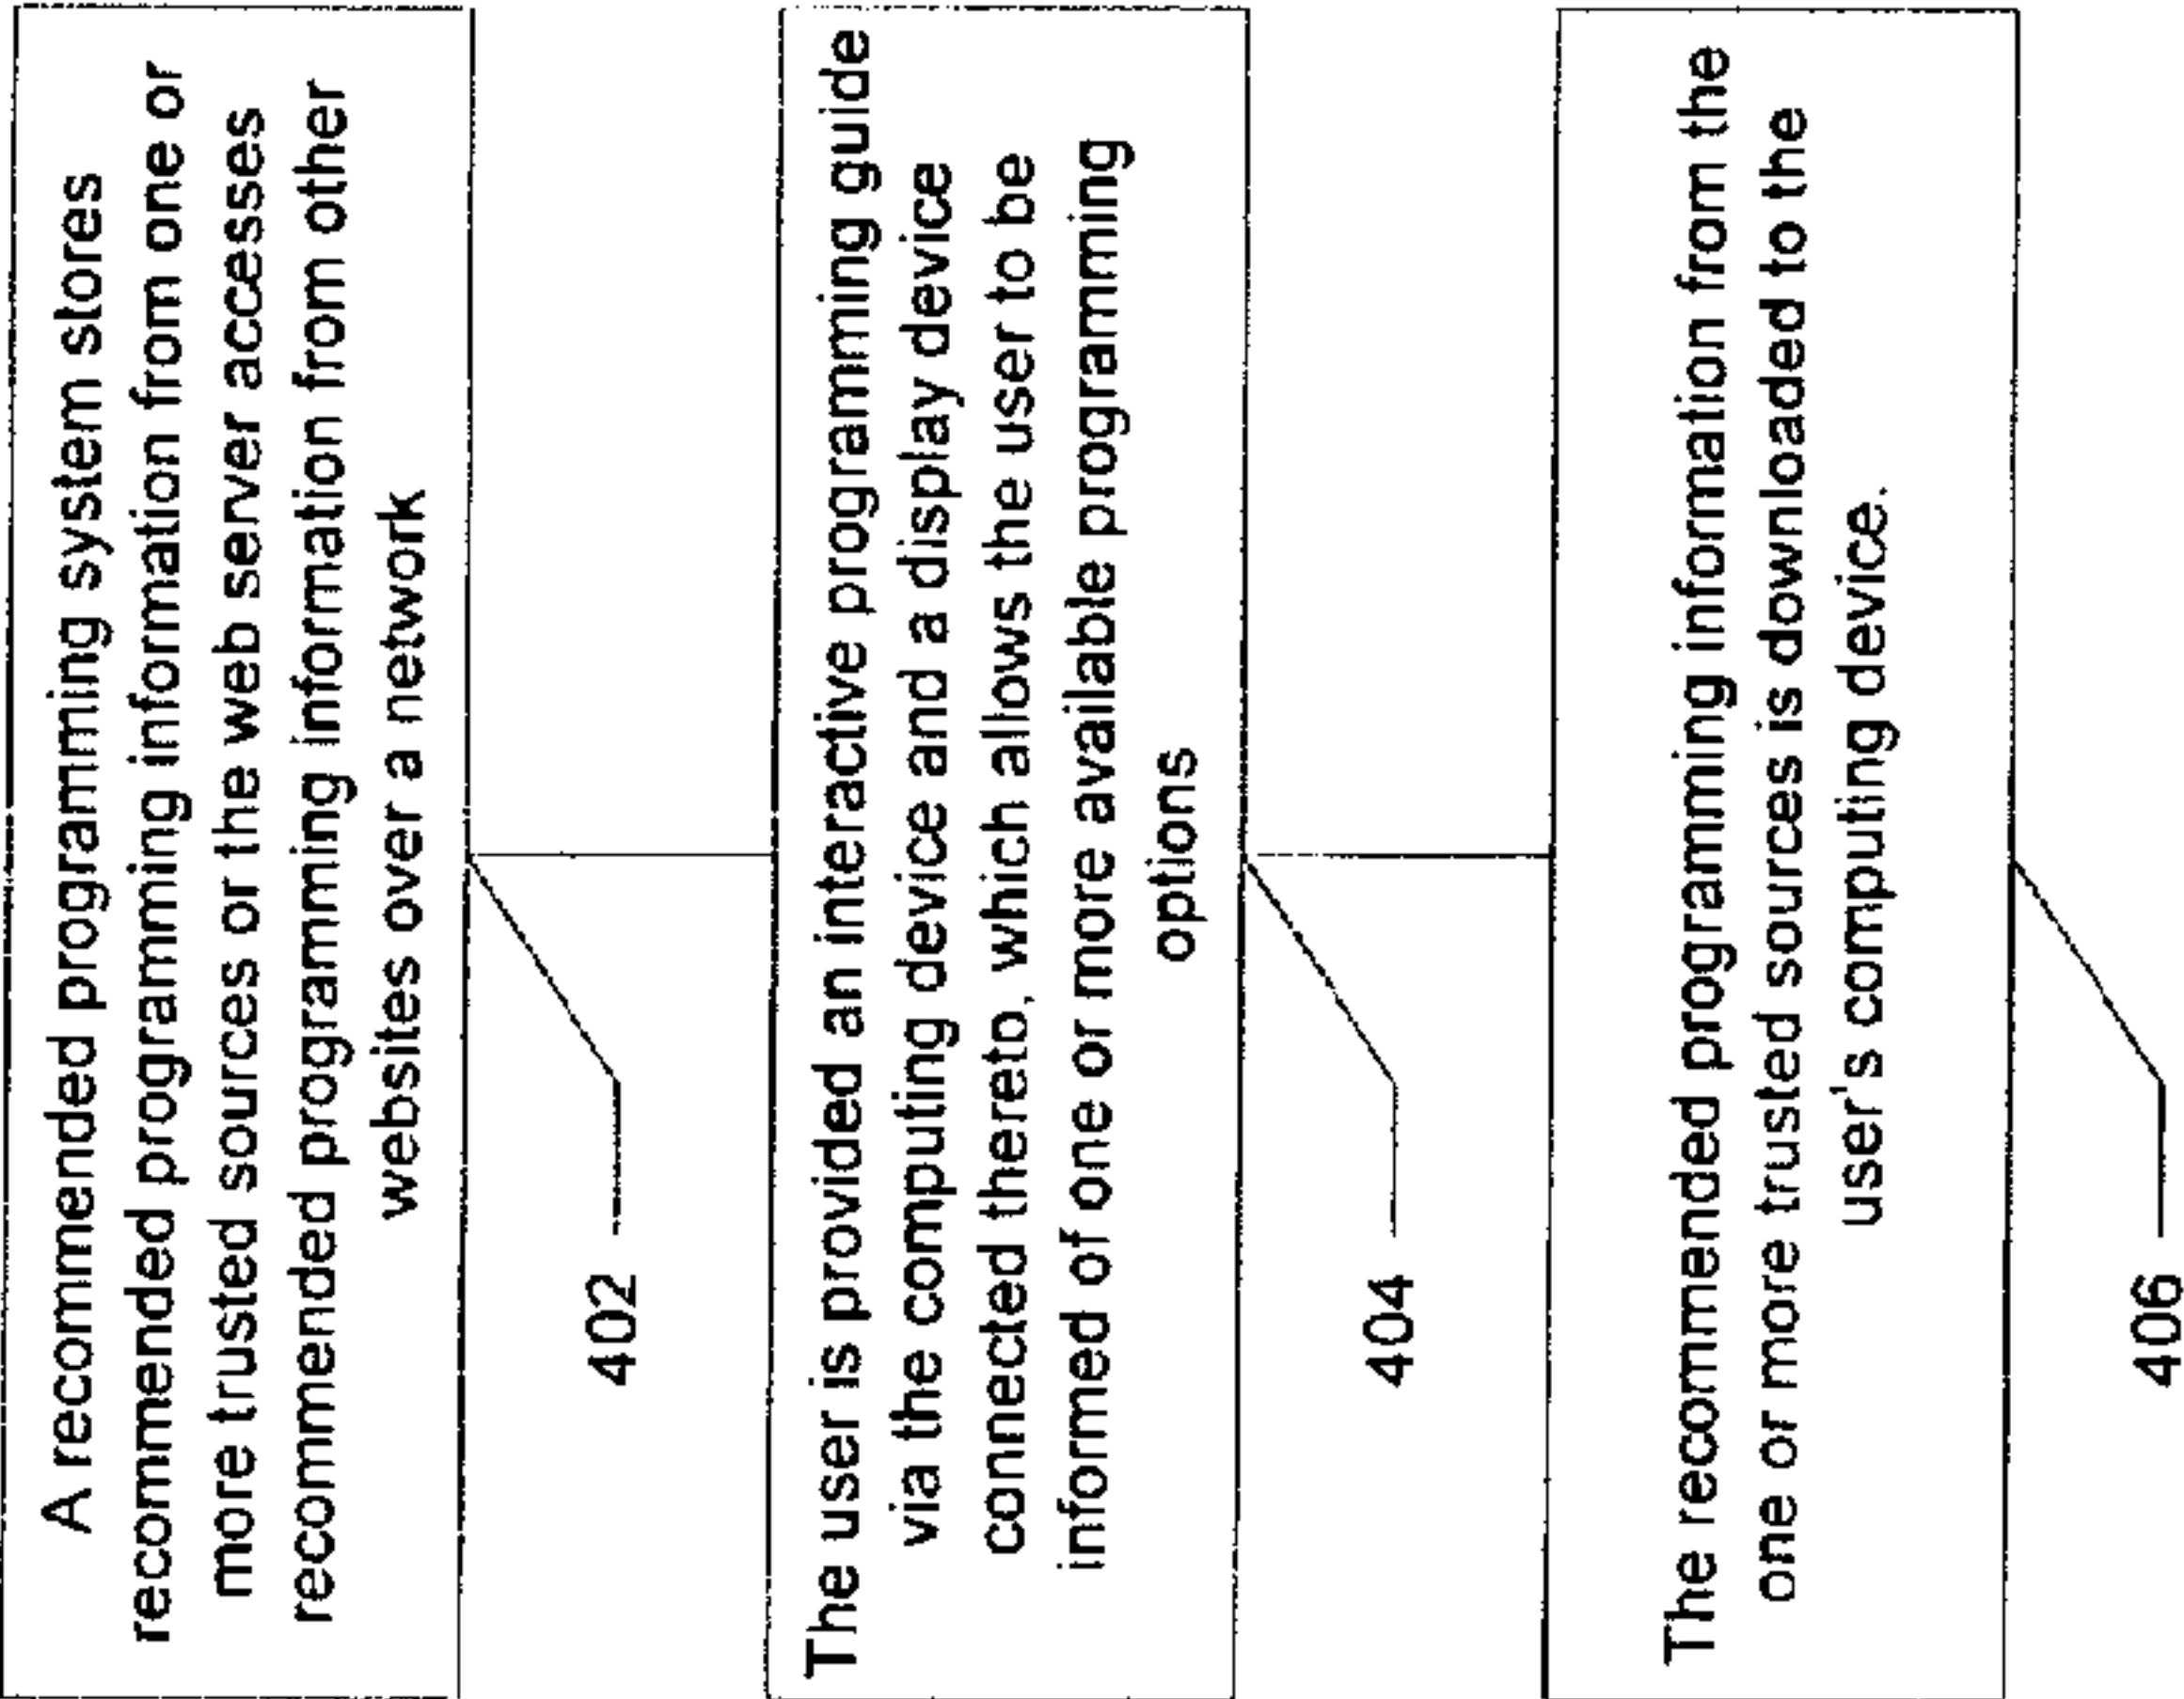 A recommended programming system stores
recommended programming information from one or
more trusted sources or the web server accesses
recommended programming information from other
websites over a network
402
The user is provided an interactive programming guide
via the computing device and a display device
connected thereto, which allows the user to be
informed of one or more available programming
options
404
The recommended programming information from the
one or more trusted sources is downloaded to the
user's computing device.
406